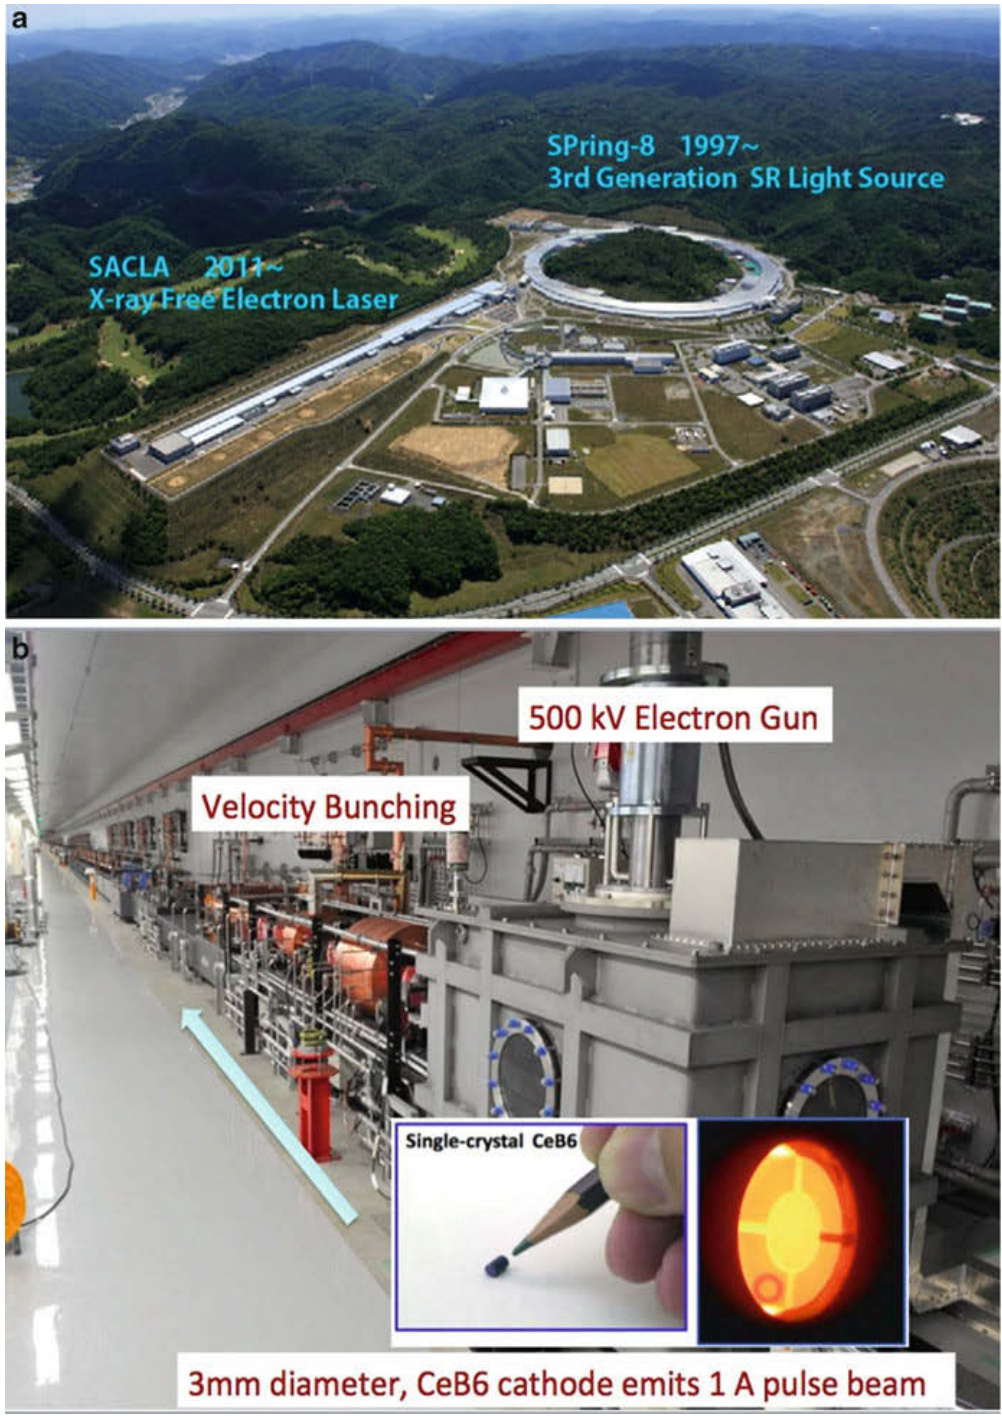 a
SPring-8 1997~
3rd Generation SR Light Source
SACLA 2011~
X-ray Free Electron Laser
b
500 kV Electron Gun
Velocity Bunching
Single-crystal CeB6
3mm diameter, CeB6 cathode emits 1 A pulse beam